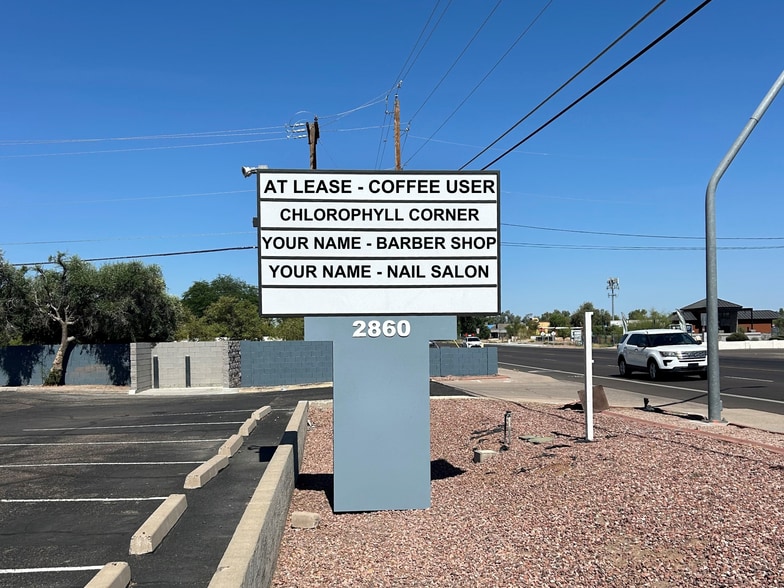 AT LEASE - COFFEE USER
CHLOROPHYLL CORNER
YOUR NAME - BARBER SHOP
YOUR NAME - NAIL SALON
2860